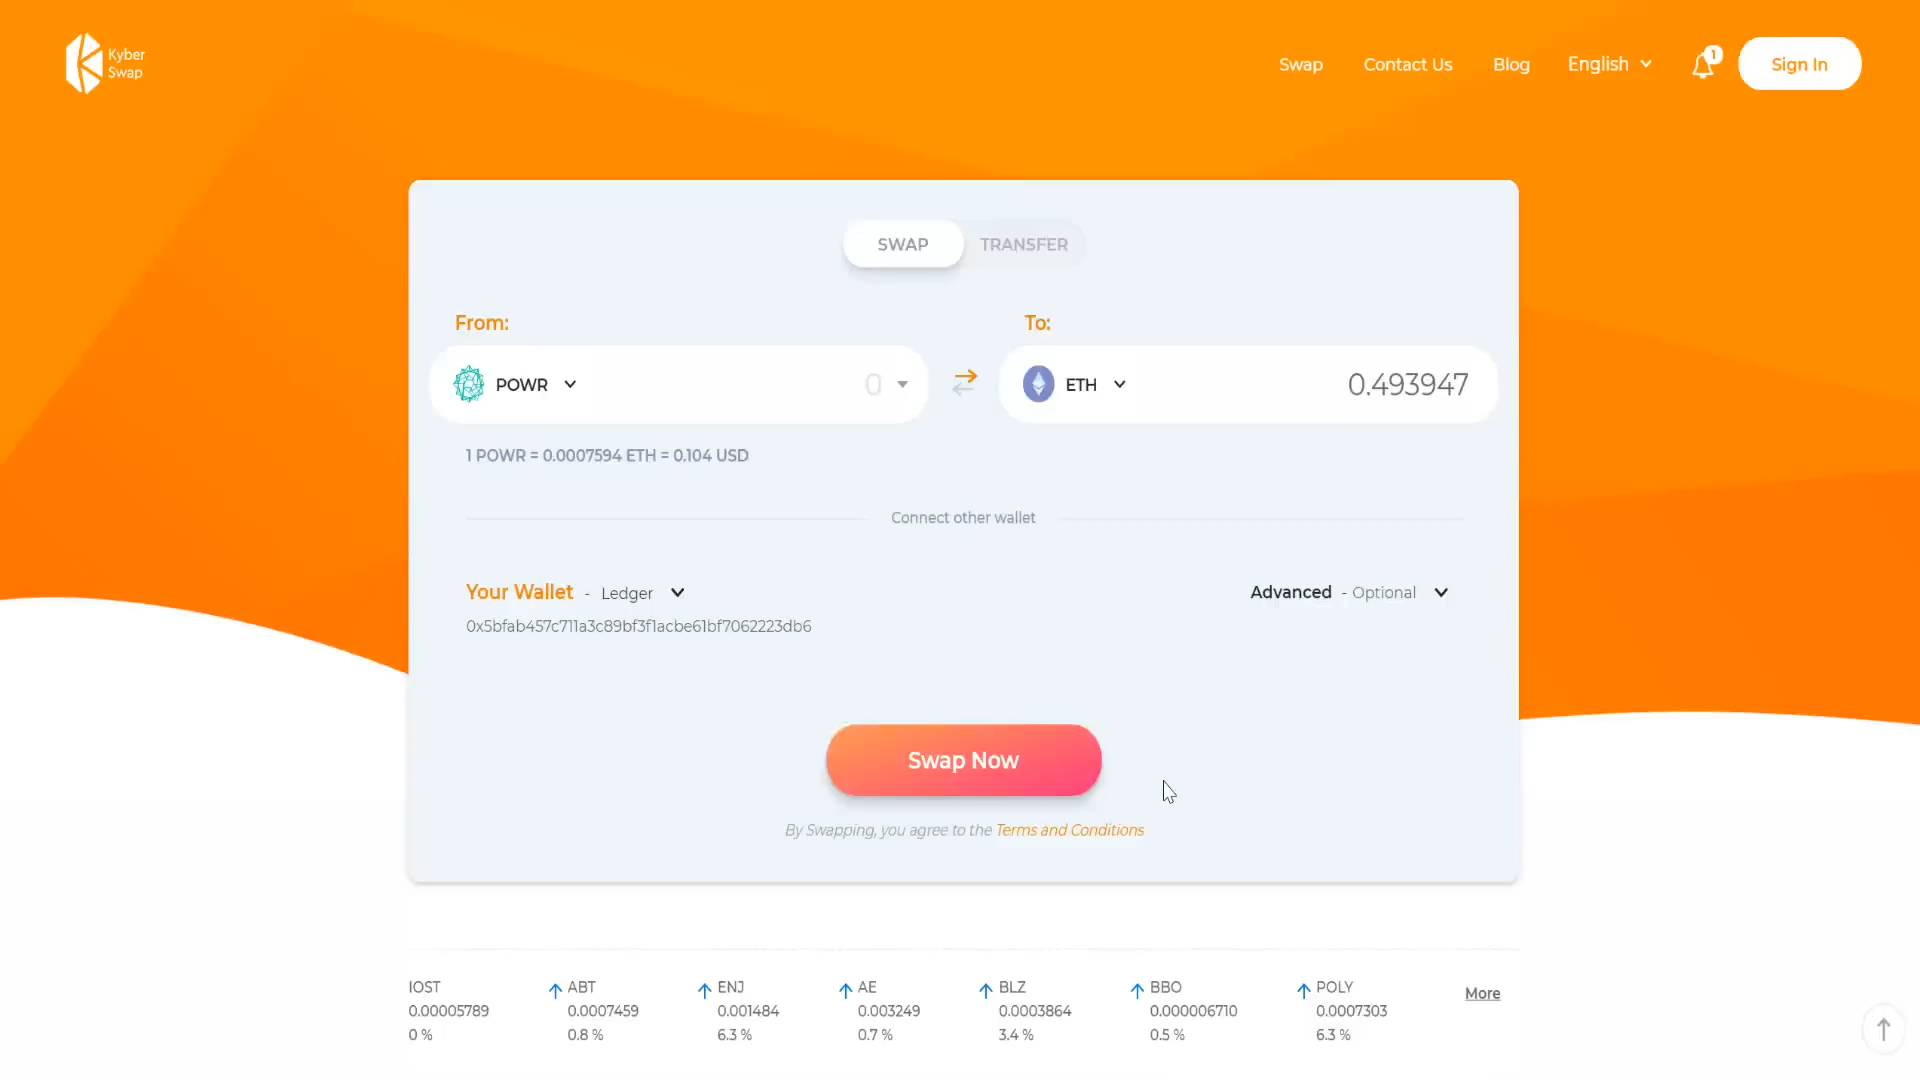 Kyber
Swap
Swap
Contact Us
Blog
English
1
Sign In
SWAP
TRANSFER
From:
To:
POWR
0
ETH
0.493947
1 POWR = 0.0007594 ETH = 0.104 USD
Connect other wallet
Your Wallet - Ledger
Advanced - Optional
0x5bfab457c711a3c89bf3f1acbe61bf7062223db6
Swap Now
By Swapping, you agree to the Terms and Conditions
IOST
0.00005789
0 %
ABT
0.0007459
0.8 %
ENJ
0.001484
6.3 %
AE
0.003249
0.7 %
BLZ
0.0003864
3.4 %
BBO
0.000006710
0.5 %
POLY
0.0007303
6.3 %
More